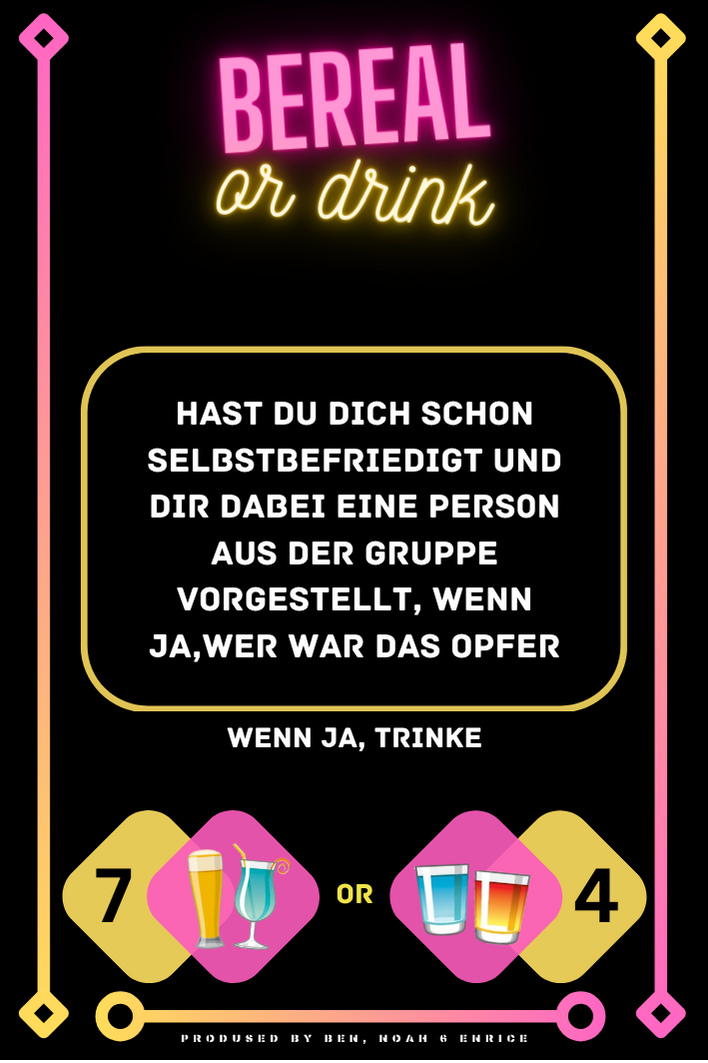 BEREAL
or drink
HAST DU DICH SCHON
SELBSTBEFRIEDIGT UND
DIR DABEI EINE PERSON
AUS DER GRUPPE
VORGESTELLT, WENN
JA,WER WAR DAS OPFER
WENN JA, TRINKE
7 OR 4
PRODUSED BY BEN, NOAH & ENRICE